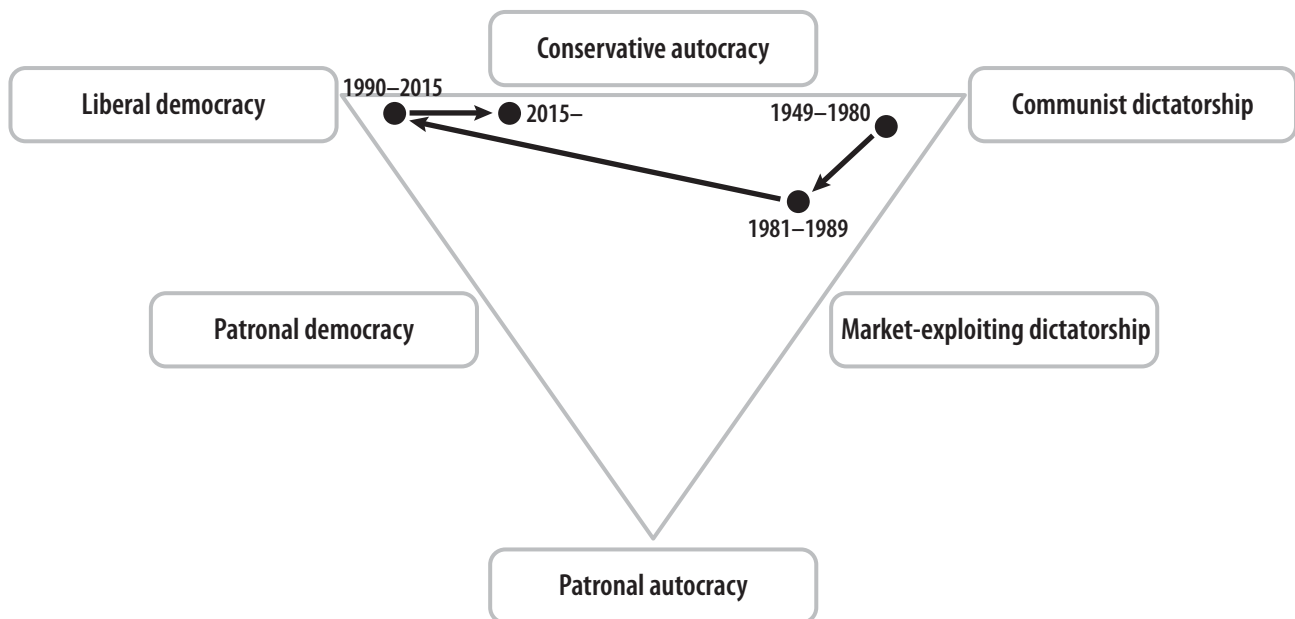 Conservative autocracy
Liberal democracy
1990–2015
2015–
1949–1980
Communist dictatorship
1981–1989
Patronal democracy
Market-exploiting dictatorship
Patronal autocracy